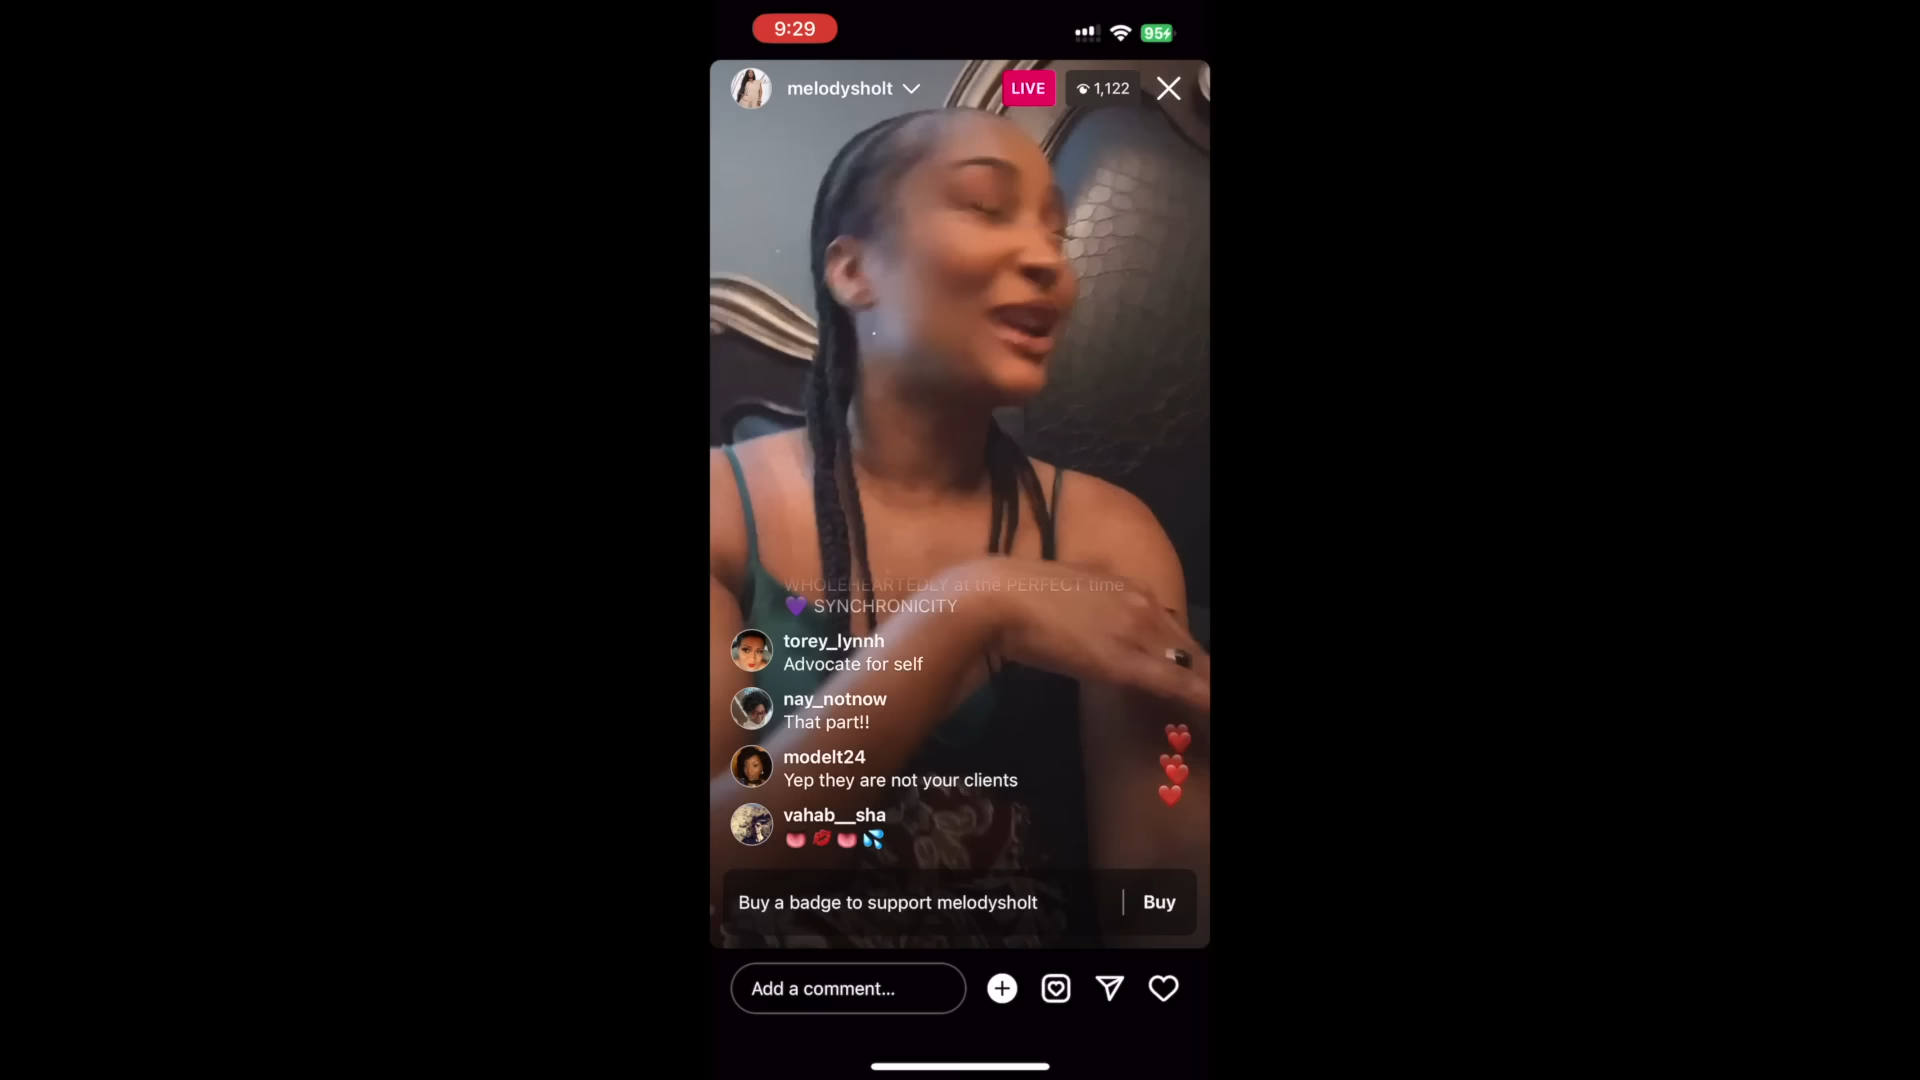 9:29
95
melodysholt
LIVE
1,122
WHOLEHEARTEDLY at the PERFECT time
💜 SYNCHRONICITY
torey_lynnh
Advocate for self
nay_notnow
That part!!
modelt24
Yep they are not your clients
vahab__sha
👅💋👅💦
Buy a badge to support melodysholt
Buy
Add a comment...